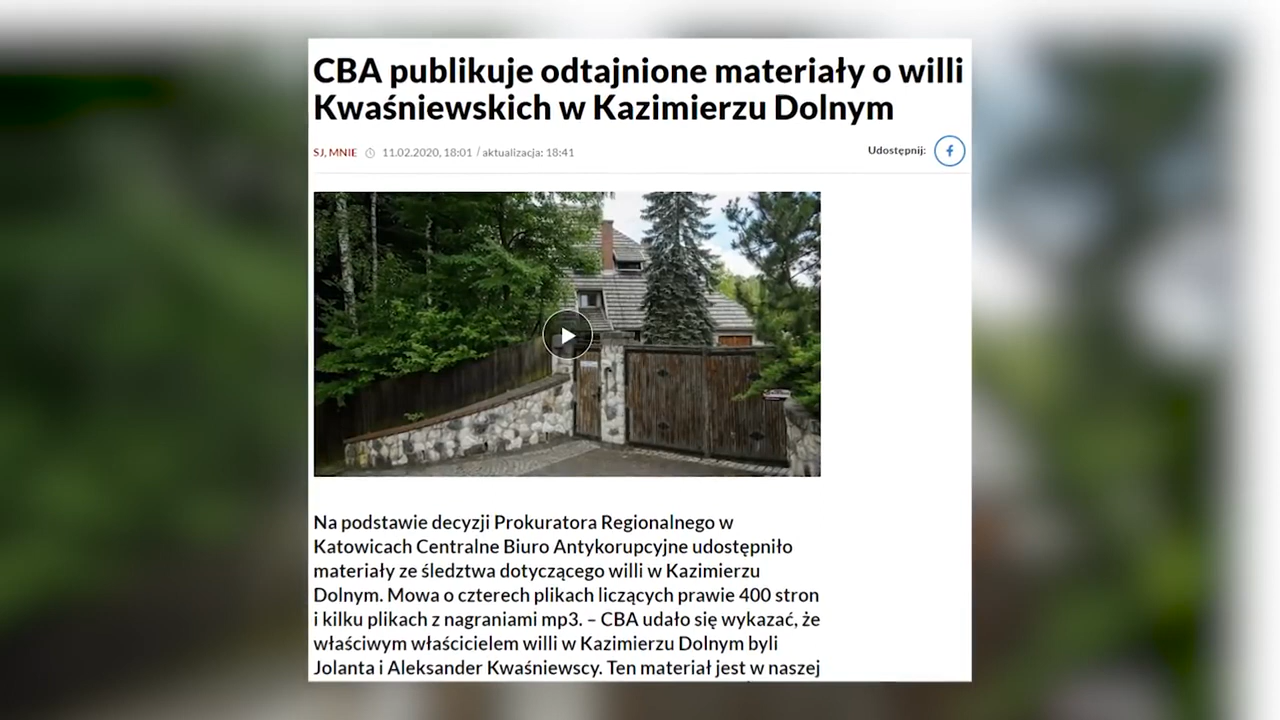 CBA publikuje odtajnione materiały o willi
Kwaśniewskich w Kazimierzu Dolnym
SJ, MNIE 11.02.2020, 18:01 / aktualizacja: 18:41
Udostępnij:
Na podstawie decyzji Prokuratora Regionalnego w
Katowicach Centralne Biuro Antykorupcyjne udostępniło
materiały ze śledztwa dotyczącego willi w Kazimierzu
Dolnym. Mowa o czterech plikach liczących prawie 400 stron
i kilku plikach z nagraniami mp3. – CBA udało się wykazać, że
właściwym właścicielem willi w Kazimierzu Dolnym byli
Jolanta i Aleksander Kwaśniewscy. Ten materiał jest w naszej